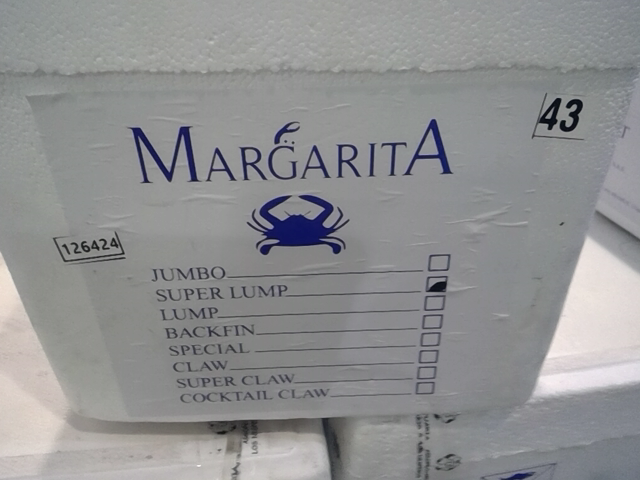 43
MARGARITA
126424
JUMBO
SUPER LUMP
LUMP
BACKFIN
SPECIAL
CLAW
SUPER CLAW
COCKTAIL CLAW